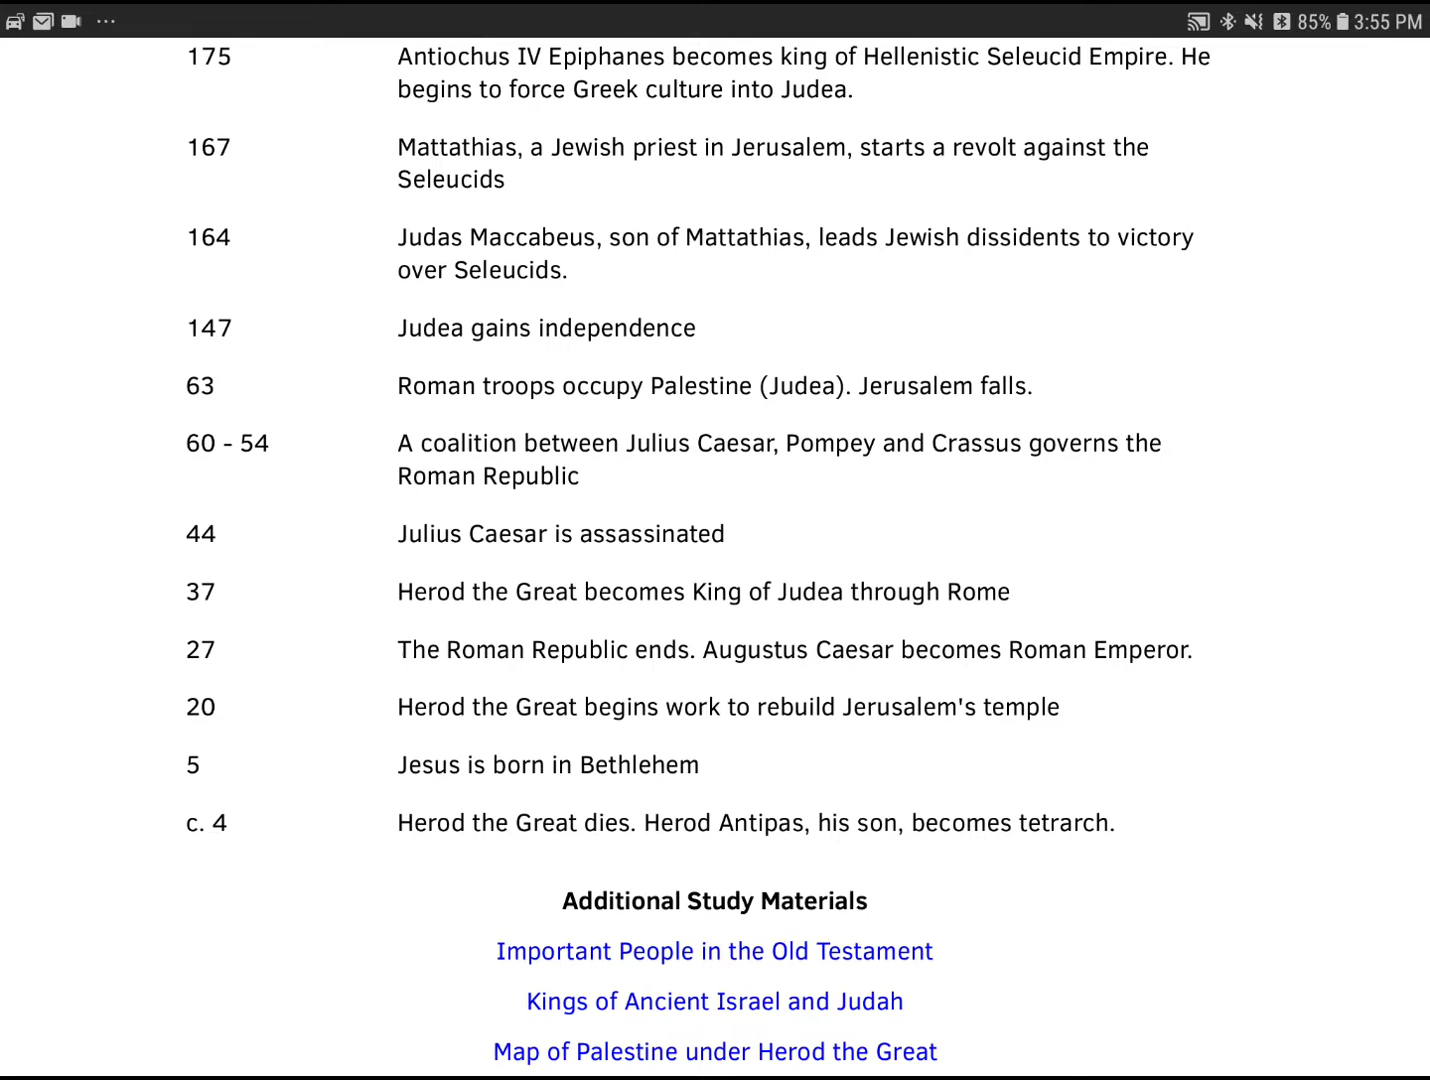 85% 3:55 PM
175 Antiochus IV Epiphanes becomes king of Hellenistic Seleucid Empire. He
begins to force Greek culture into Judea.
167 Mattathias, a Jewish priest in Jerusalem, starts a revolt against the
Seleucids
164 Judas Maccabeus, son of Mattathias, leads Jewish dissidents to victory
over Seleucids.
147 Judea gains independence
63 Roman troops occupy Palestine (Judea). Jerusalem falls.
60 - 54 A coalition between Julius Caesar, Pompey and Crassus governs the
Roman Republic
44 Julius Caesar is assassinated
37 Herod the Great becomes King of Judea through Rome
27 The Roman Republic ends. Augustus Caesar becomes Roman Emperor.
20 Herod the Great begins work to rebuild Jerusalem's temple
5 Jesus is born in Bethlehem
c. 4 Herod the Great dies. Herod Antipas, his son, becomes tetrarch.
Additional Study Materials
Important People in the Old Testament
Kings of Ancient Israel and Judah
Map of Palestine under Herod the Great